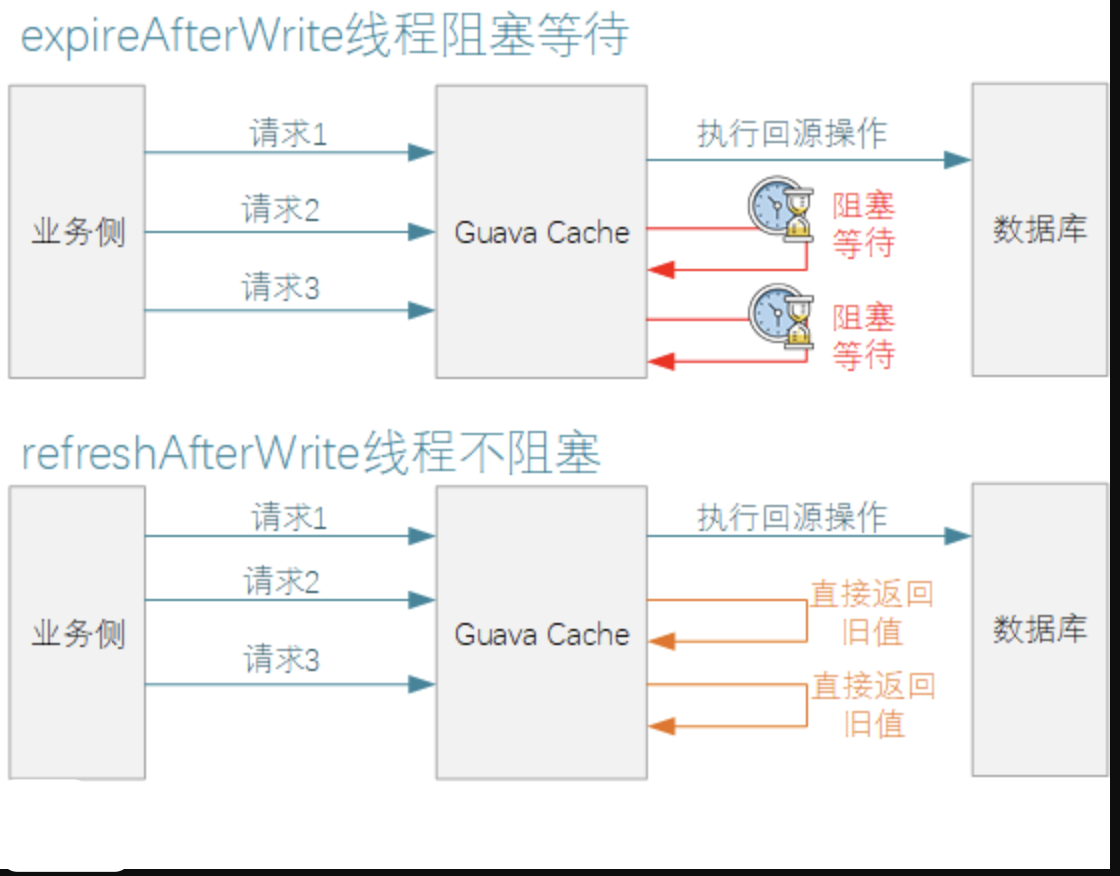 expireAfterWrite线程阻塞等待
请求1
执行回源操作
请求2
阻塞
等待
业务侧
Guava Cache
数据库
请求3
阻塞
等待
refreshAfterWrite线程不阻塞
请求1
执行回源操作
请求2
直接返回
旧值
业务侧
Guava Cache
数据库
请求3
直接返回
旧值